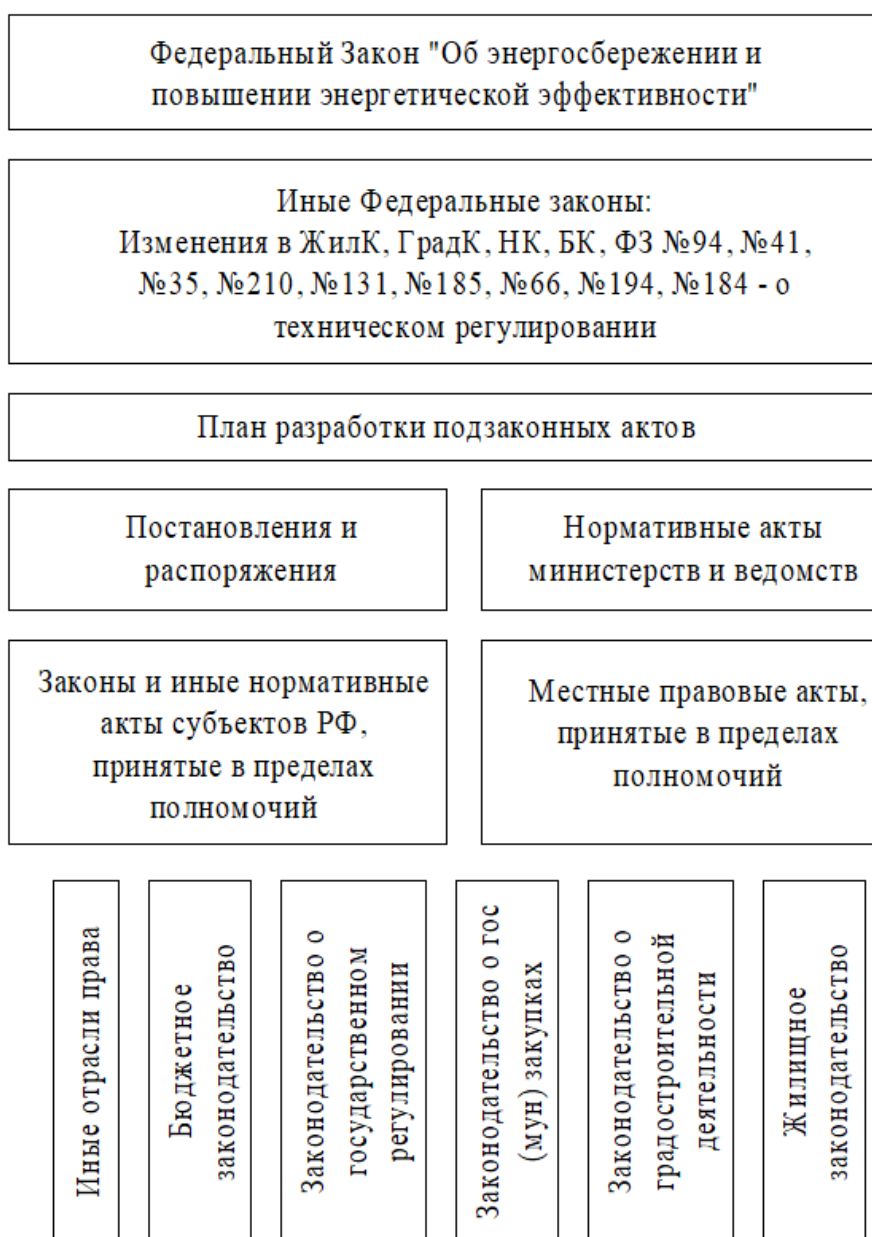 Федеральный Закон "Об энергосбережении и
повышении энергетической эффективности"
Иные Федеральные законы:
Изменения в ЖилК, ГрадК, НК, БК, ФЗ №94, №41,
№35, №210, №131, №185, №66, №194, №184 - о
техническом регулировании
План разработки подзаконных актов
Постановления и
распоряжения
Нормативные акты
министерств и ведомств
Законы и иные нормативные
акты субъектов РФ,
принятые в пределах
полномочий
Местные правовые акты,
принятые в пределах
полномочий
Иные отрасли права
Бюджетное
законодательство
Законодательство о
государственном
регулировании
Законодательство о гос
(мун) закупках
Законодательство о
градостроительной
деятельности
Жилищное
законодательство